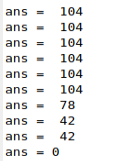 ans =  104
ans =  104
ans =  104
ans =  104
ans =  104
ans =  104
ans =  78
ans =  42
ans =  42
ans = 0